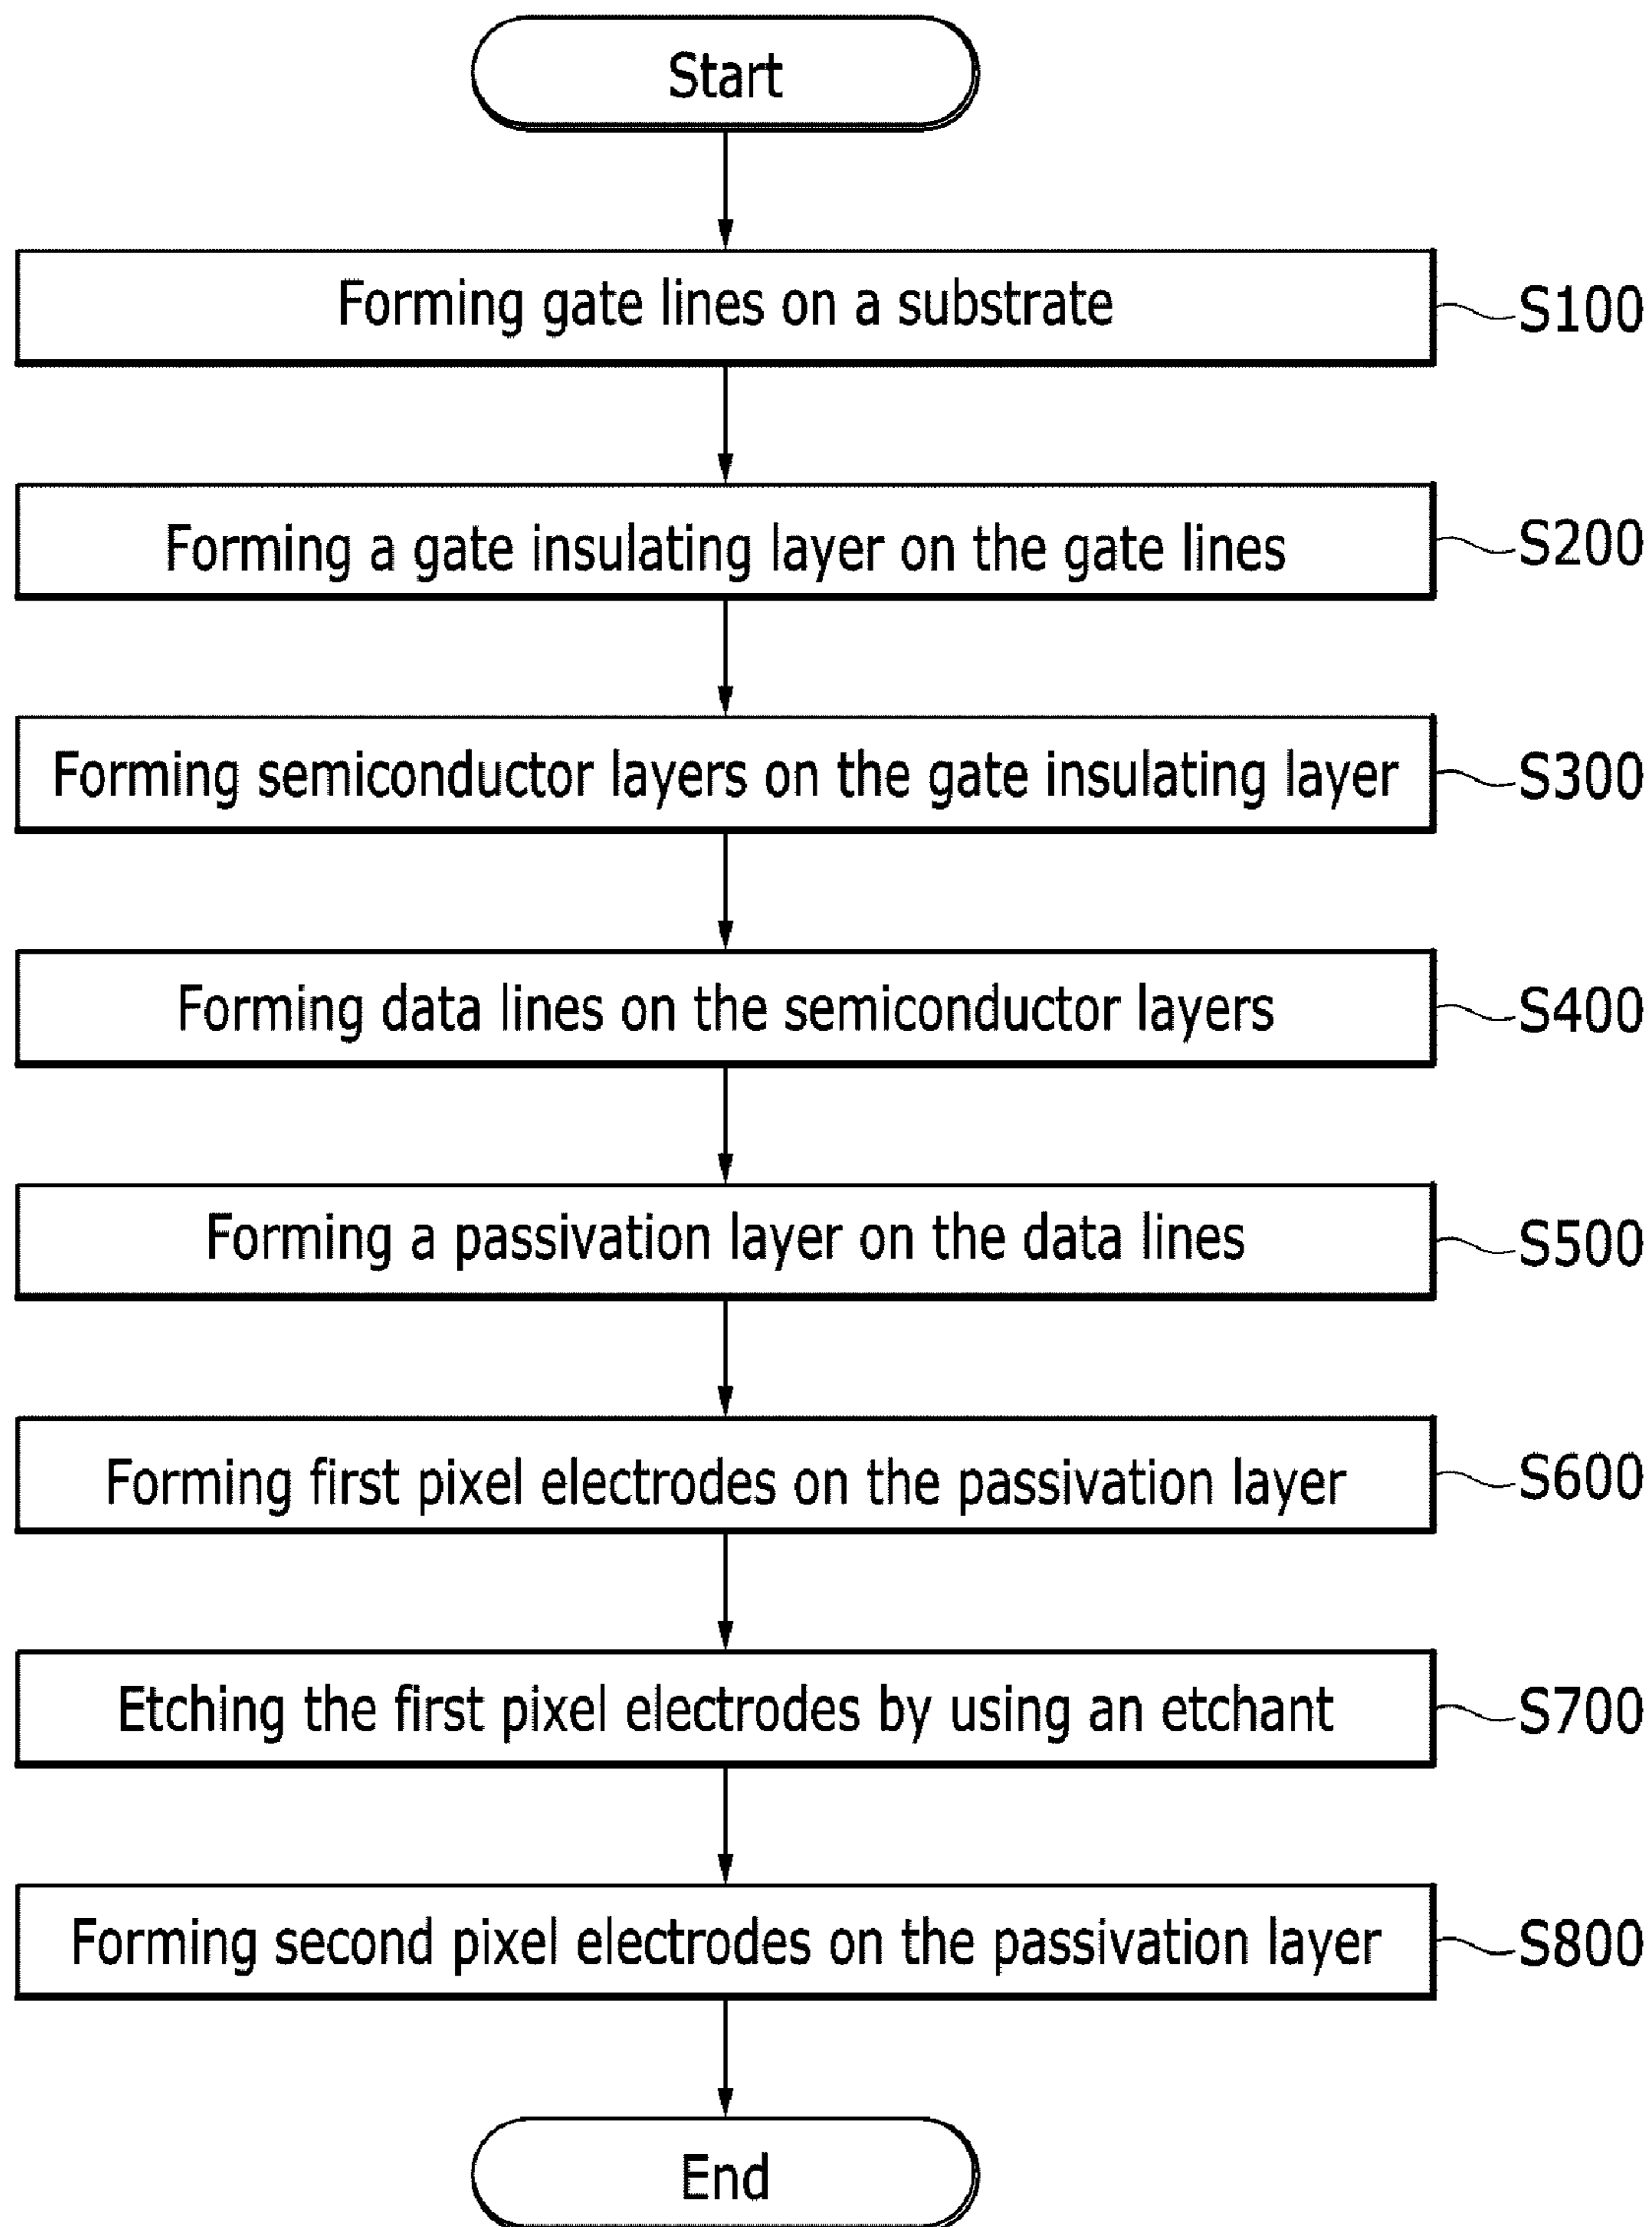 Start
Forming gate lines on a substrate
S100
Forming a gate insulating layer on the gate lines
S200
Forming semiconductor layers on the gate insulating layer
S300
Forming data lines on the semiconductor layers
S400
Forming a passivation layer on the data lines
S500
Forming first pixel electrodes on the passivation layer
S600
Etching the first pixel electrodes by using an etchant
S700
Forming second pixel electrodes on the passivation layer
S800
End